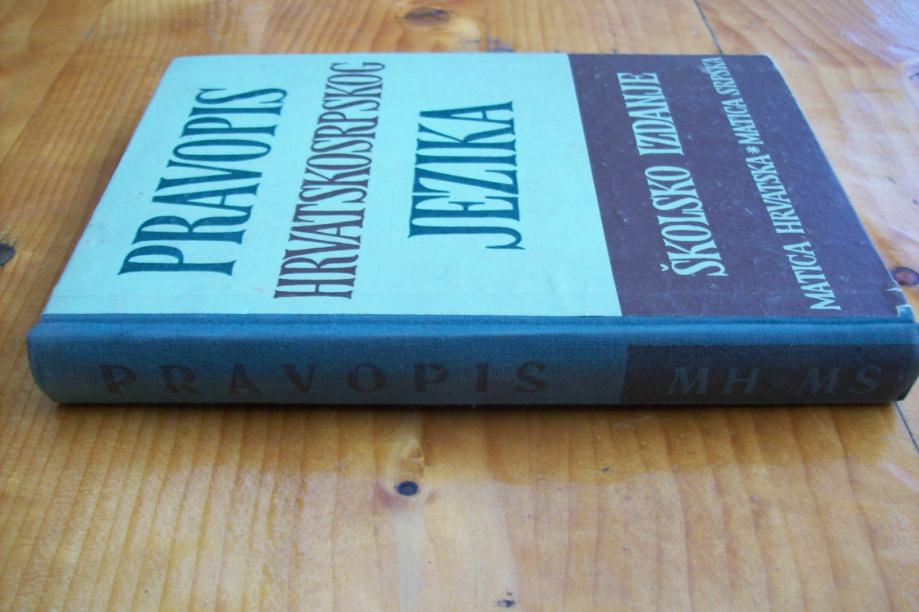 PRAVOPIS
HRVATSKOSRPSKOG
JEZIKA
ŠKOLSKO IZDANJE
MATICA HRVATSKA*MATICA SRPSKA
PRAVOPIS
MH-MS